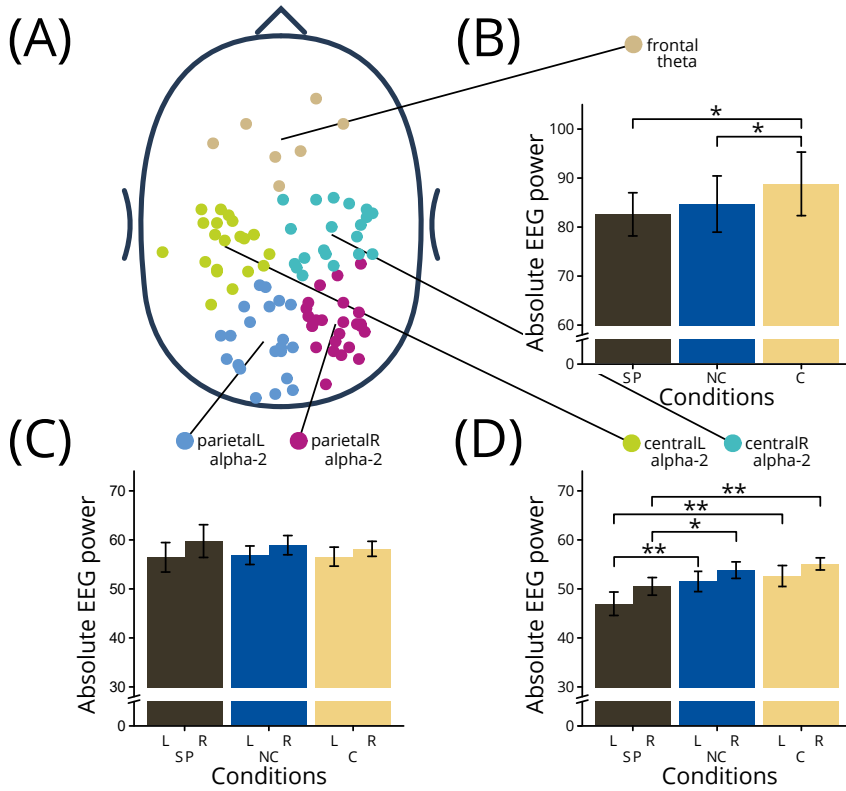 (A)
(B)
frontal
theta
*
*
100
90
80
70
60
0
Absolute EEG power
SP
NC
C
Conditions
(C)
parietalL
alpha-2
parietalR
alpha-2
(D)
centralL
alpha-2
centralR
alpha-2
70
60
50
40
30
0
Absolute EEG power
L
R
L
R
L
R
SP
NC
C
Conditions
**
**
*
**
70
60
50
40
30
0
Absolute EEG power
L
R
L
R
L
R
SP
NC
C
Conditions